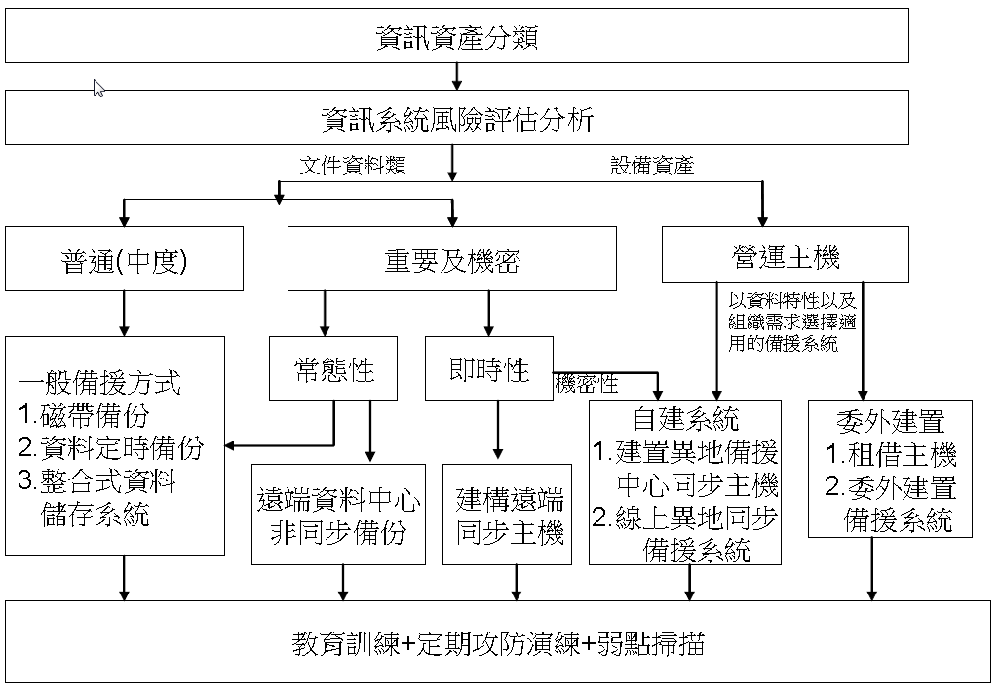 資訊資產分類
資訊系統風險評估分析
文件資料類
設備資產
普通(中度)
重要及機密
營運主機
以資料特性以及
組織需求選擇適
用的備援系統
一般備援方式
1.磁帶備份
2.資料定時備份
3.整合式資料
儲存系統
常態性
即時性
機密性
遠端資料中心
非同步備份
建構遠端
同步主機
自建系統
1.建置異地備援
中心同步主機
2.線上異地同步
備援系統
委外建置
1.租借主機
2.委外建置
備援系統
教育訓練+定期攻防演練+弱點掃描